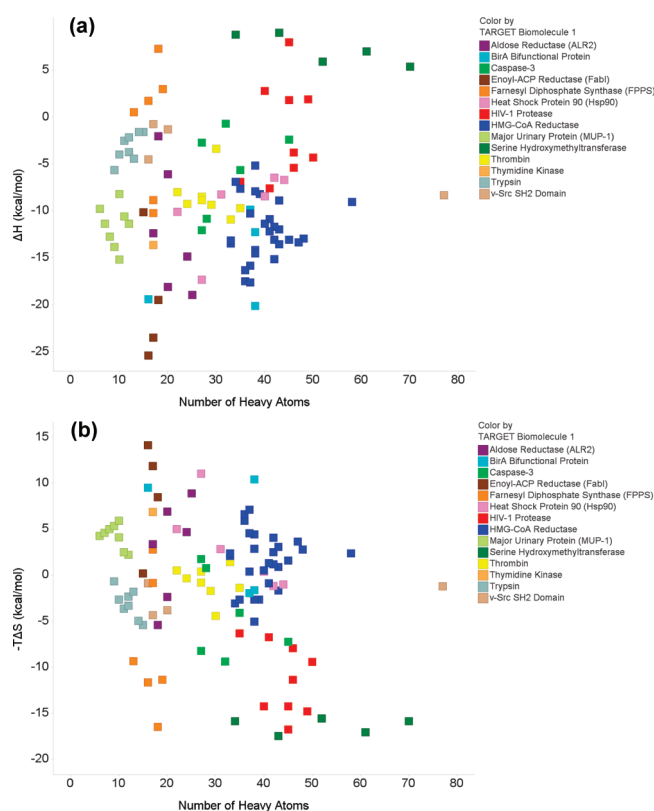 (a)
Color by
TARGET Biomolecule 1
Aldose Reductase (ALR2)
BirA Bifunctional Protein
Caspase-3
Enoyl-ACP Reductase (FabI)
Farnesyl Diphosphate Synthase (FPPS)
Heat Shock Protein 90 (Hsp90)
HIV-1 Protease
HMG-CoA Reductase
Major Urinary Protein (MUP-1)
Serine Hydroxymethyltransferase
Thrombin
Thymidine Kinase
Trypsin
v-Src SH2 Domain
ΔH (kcal/mol)
5
0
-5
-10
-15
-20
-25
0 10 20 30 40 50 60 70 80
Number of Heavy Atoms
(b)
Color by
TARGET Biomolecule 1
Aldose Reductase (ALR2)
BirA Bifunctional Protein
Caspase-3
Enoyl-ACP Reductase (FabI)
Farnesyl Diphosphate Synthase (FPPS)
Heat Shock Protein 90 (Hsp90)
HIV-1 Protease
HMG-CoA Reductase
Major Urinary Protein (MUP-1)
Serine Hydroxymethyltransferase
Thrombin
Thymidine Kinase
Trypsin
v-Src SH2 Domain
-TΔS (kcal/mol)
15
10
5
0
-5
-10
-15
-20
0 10 20 30 40 50 60 70 80
Number of Heavy Atoms